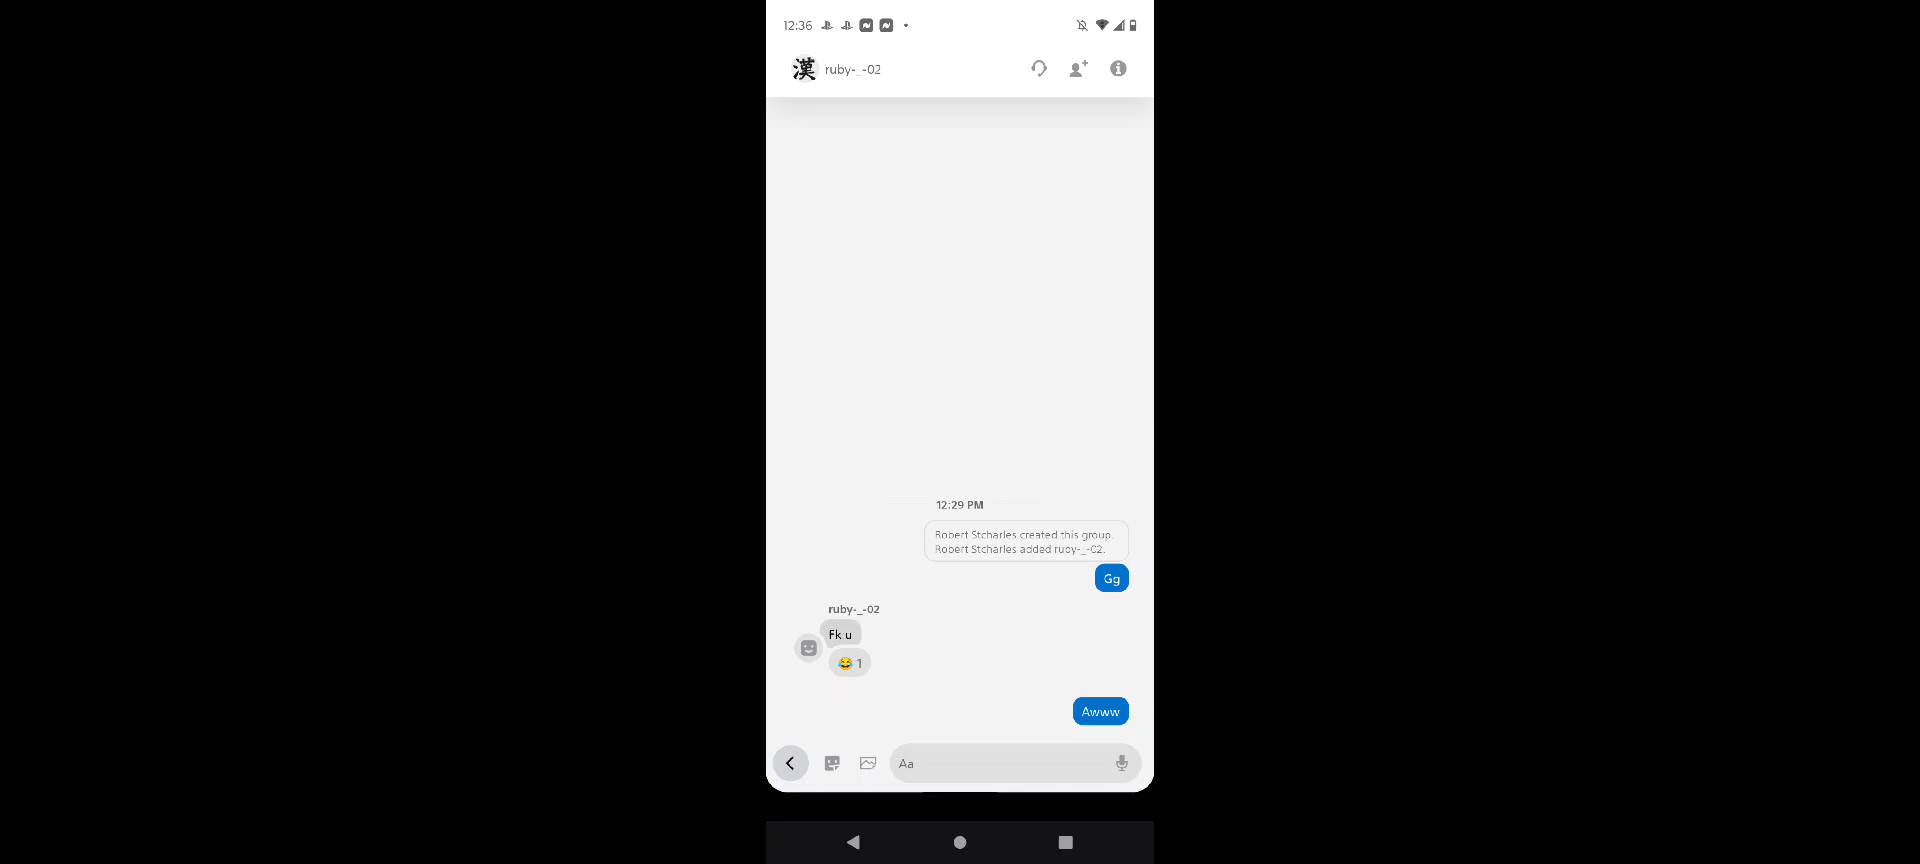 12:36
漢 ruby-_-02
12:29 PM
Robert Stcharles created this group.
Robert Stcharles added ruby-_-02.
Gg
ruby-_-02
Fk u
😂 1
Awww
Aa